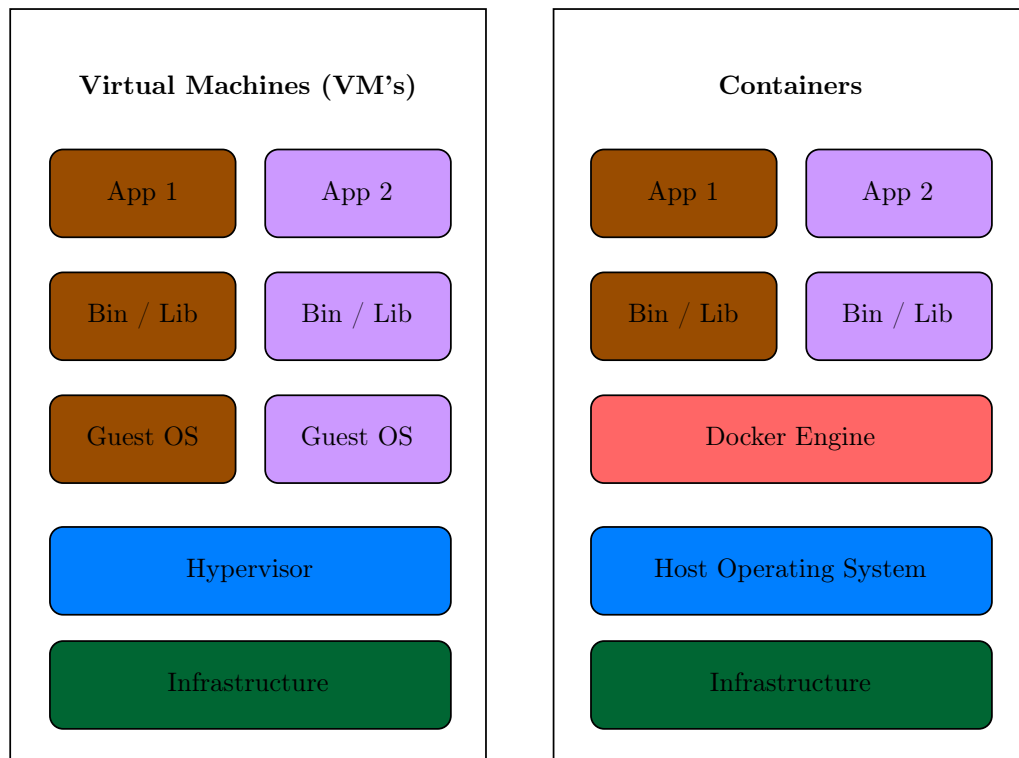 Virtual Machines (VM's)
App 1
App 2
Bin / Lib
Bin / Lib
Guest OS
Guest OS
Hypervisor
Infrastructure
Containers
App 1
App 2
Bin / Lib
Bin / Lib
Docker Engine
Host Operating System
Infrastructure